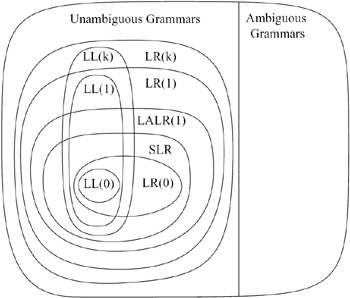 Unambiguous Grammars
Ambiguous
Grammars
LL(k)
LR(k)
LL(1)
LR(1)
LALR(1)
SLR
LL(0)
LR(0)